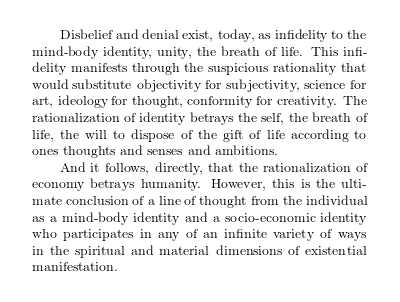 Disbelief and denial exist, today, as infidelity to the
mind-body identity, unity, the breath of life. This infi-
delity manifests through the suspicious rationality that
would substitute objectivity for subjectivity, science for
art, ideology for thought, conformity for creativity. The
rationalization of identity betrays the self, the breath of
life, the will to dispose of the gift of life according to
ones thoughts and senses and ambitions.
And it follows, directly, that the rationalization of
economy betrays humanity. However, this is the ulti-
mate conclusion of a line of thought from the individual
as a mind-body identity and a socio-economic identity
who participates in any of an infinite variety of ways
in the spiritual and material dimensions of existential
manifestation.